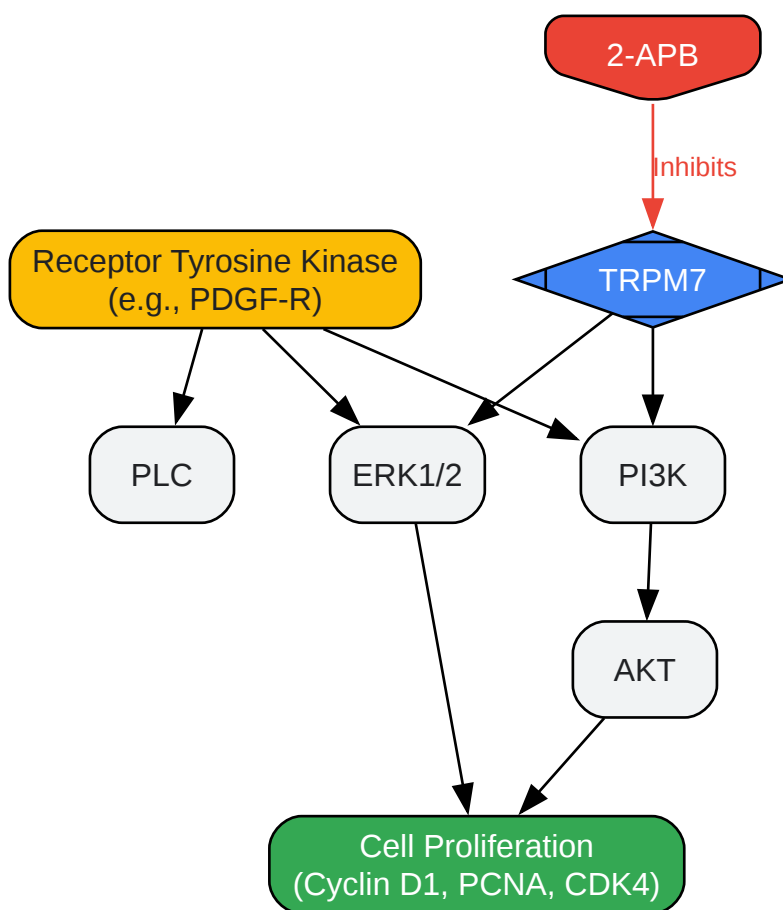 2-APB
Inhibits
Receptor Tyrosine Kinase
(e.g., PDGF-R)
TRPM7
PLC
ERK1/2
PI3K
AKT
Cell Proliferation
(Cyclin D1, PCNA, CDK4)